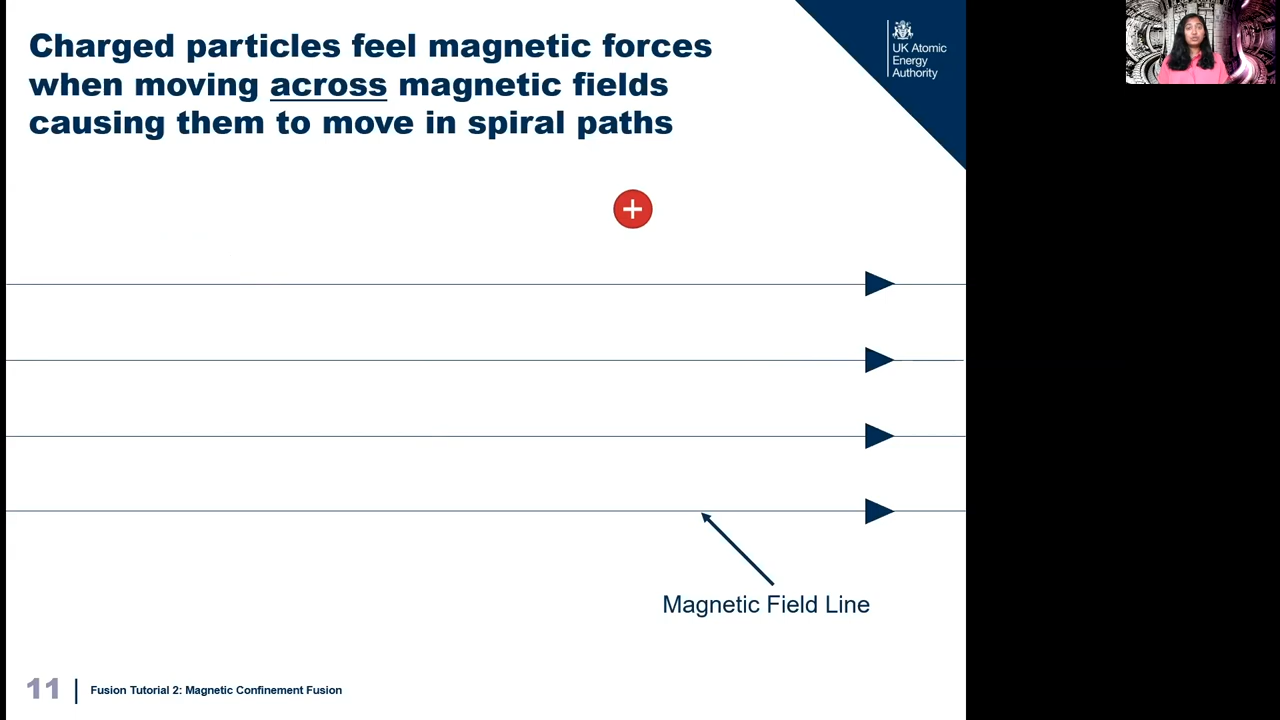 Charged particles feel magnetic forces
when moving across magnetic fields
causing them to move in spiral paths
UK Atomic
Energy
Authority
+
Magnetic Field Line
11
Fusion Tutorial 2: Magnetic Confinement Fusion